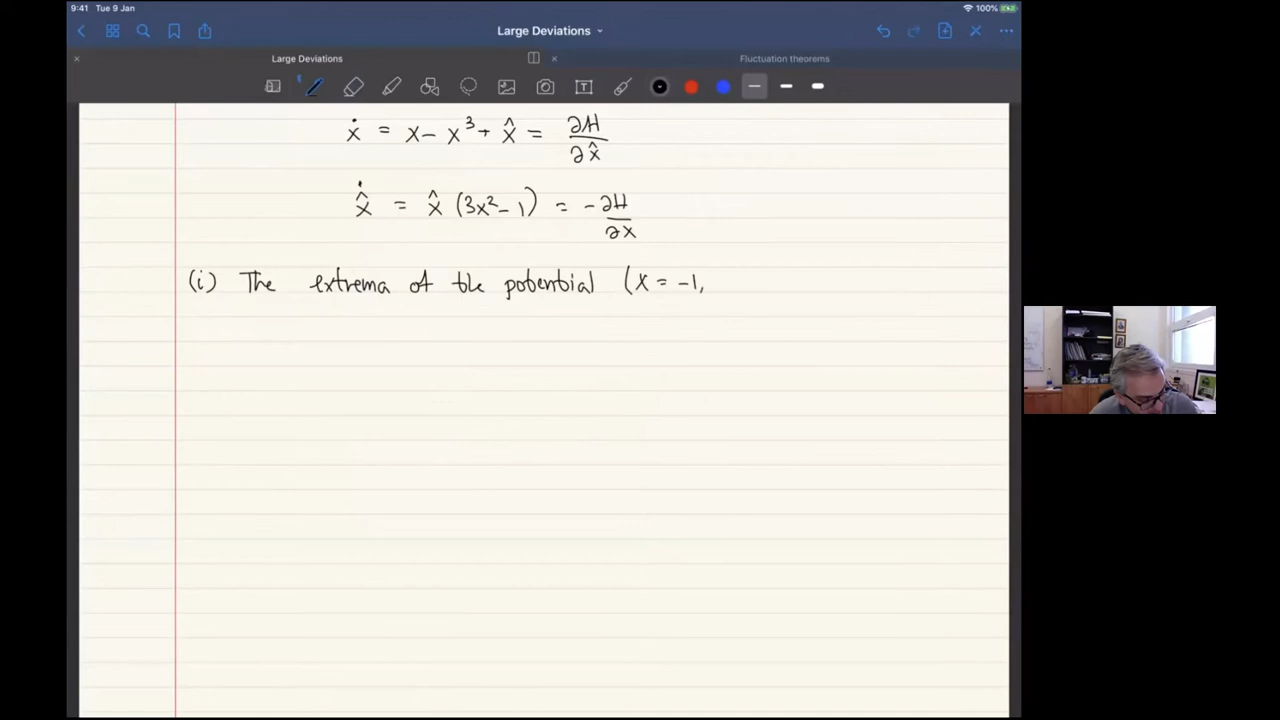 9:41 Tue 9 Jan
100%
Large Deviations
Large Deviations
Fluctuation theorems
ẋ = x - x³ + x̂ = ∂H/∂x̂
x̂̇ = x̂ (3x² - 1) = -∂H/∂x
(i) The extrema of the potential (x = -1,